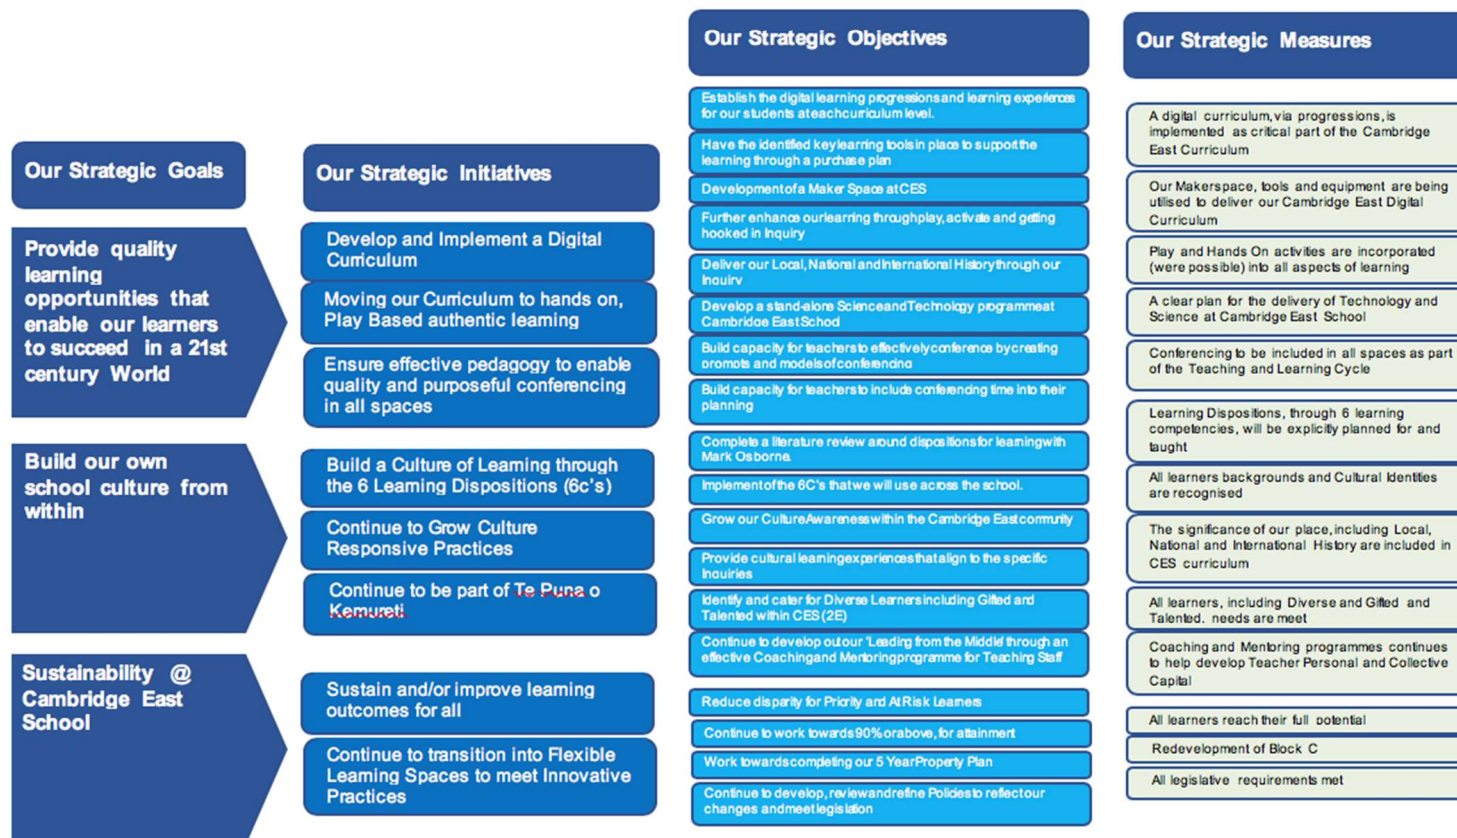 Our Strategic Goals
Provide quality
learning
opportunities that
enable our learners
to succeed in a 21st
century World
Build our own
school culture from
within
Sustainability @
Cambridge East
School
Our Strategic Initiatives
Develop and Implement a Digital
Curriculum
Moving our Curriculum to hands on,
Play Based authentic learning
Ensure effective pedagogy to enable
quality and purposeful conferencing
in all spaces
Build a Culture of Learning through
the 6 Learning Dispositions (6c's)
Continue to Grow Culture
Responsive Practices
Continue to be part of Te Puna o
Kemureti
Sustain and/or improve learning
outcomes for all
Continue to transition into Flexible
Learning Spaces to meet Innovative
Practices
Our Strategic Objectives
Establish the digital learning progressions and learning experiences
for our students at each curriculum level.
Have the identified key learning tools in place to support the
learning through a purchase plan
Development of a Maker Space at CES
Further enhance our learning through play, activate and getting
hooked in Inquiry
Deliver our Local, National and International History through our
Inquiry
Develop a stand-alone Science and Technology programme at
Cambridge East School
Build capacity for teachers to effectively conference by creating
prompts and models of conferencing
Build capacity for teachers to include conferencing time into their
planning
Complete a literature review around dispositions for learning with
Mark Osborne.
Implement of the 6C's that we will use across the school.
Grow our Culture Awareness within the Cambridge East community
Provide cultural learning experiences that align to the specific
Inquiries
Identify and cater for Diverse Learners including Gifted and
Talented within CES (2E)
Continue to develop out our 'Leading from the Middle' through an
effective Coaching and Mentoring programme for Teaching Staff
Reduce disparity for Priority and At Risk Learners
Continue to work towards 90% or above, for attainment
Work towards completing our 5 Year Property Plan
Continue to develop, review and refine Policies to reflect our
changes and meet legislation
Our Strategic Measures
A digital curriculum, via progressions, is
implemented as critical part of the Cambridge
East Curriculum
Our Makerspace, tools and equipment are being
utilised to deliver our Cambridge East Digital
Curriculum
Play and Hands On activities are incorporated
(were possible) into all aspects of learning
A clear plan for the delivery of Technology and
Science at Cambridge East School
Conferencing to be included in all spaces as part
of the Teaching and Learning Cycle
Learning Dispositions, through 6 learning
competencies, will be explicitly planned for and
taught
All learners backgrounds and Cultural Identities
are recognised
The significance of our place, including Local,
National and International History are included in
CES curriculum
All learners, including Diverse and Gifted and
Talented. needs are meet
Coaching and Mentoring programmes continues
to help develop Teacher Personal and Collective
Capital
All learners reach their full potential
Redevelopment of Block C
All legislative requirements met